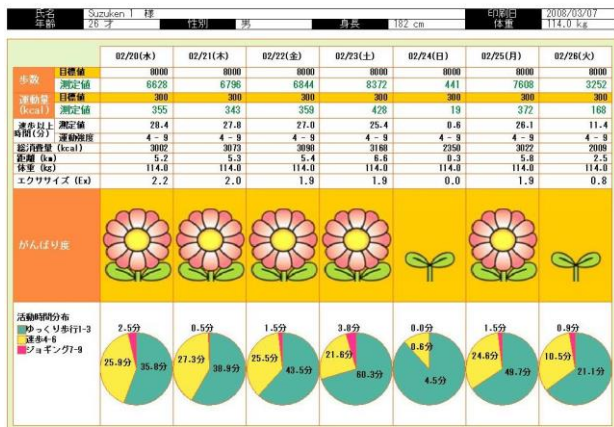 氏名 Suzuken 1 様 印刷日 2008/03/07
年齢 26 才 性別 男 身長 182 cm 体重 114.0 kg
02/20(水) 02/21(木) 02/22(金) 02/23(土) 02/24(日) 02/25(月) 02/26(火)
歩数 目標値 8000 8000 8000 8000 8000 8000 8000
測定値 6628 6796 6844 8372 441 7608 3252
運動量(kcal) 目標値 300 300 300 300 300 300 300
測定値 355 343 359 428 19 372 168
速歩以上時間(分) 測定値 28.4 27.8 27.0 25.4 0.6 26.1 11.4
運動強度 4 - 9 4 - 9 4 - 9 4 - 9 4 - 9 4 - 9 4 - 9
総消費量 (kcal) 3002 3073 3098 3168 2350 3022 2009
距離 (km) 5.2 5.3 5.4 6.6 0.3 5.8 2.5
体重 (kg) 114.0 114.0 114.0 114.0 114.0 114.0 114.0
エクササイズ (Ex) 2.2 2.0 1.9 1.9 0.0 1.9 0.8
がんばり度
活動時間分布
ゆっくり歩行1-3
速歩4-6
ジョギング7-9
2.5分 0.5分 1.5分 3.8分 0.0分 1.5分 0.9分
25.9分 27.3分 25.5分 21.6分 0.6分 24.6分 10.5分
35.8分 38.9分 43.5分 60.3分 4.5分 49.7分 21.1分